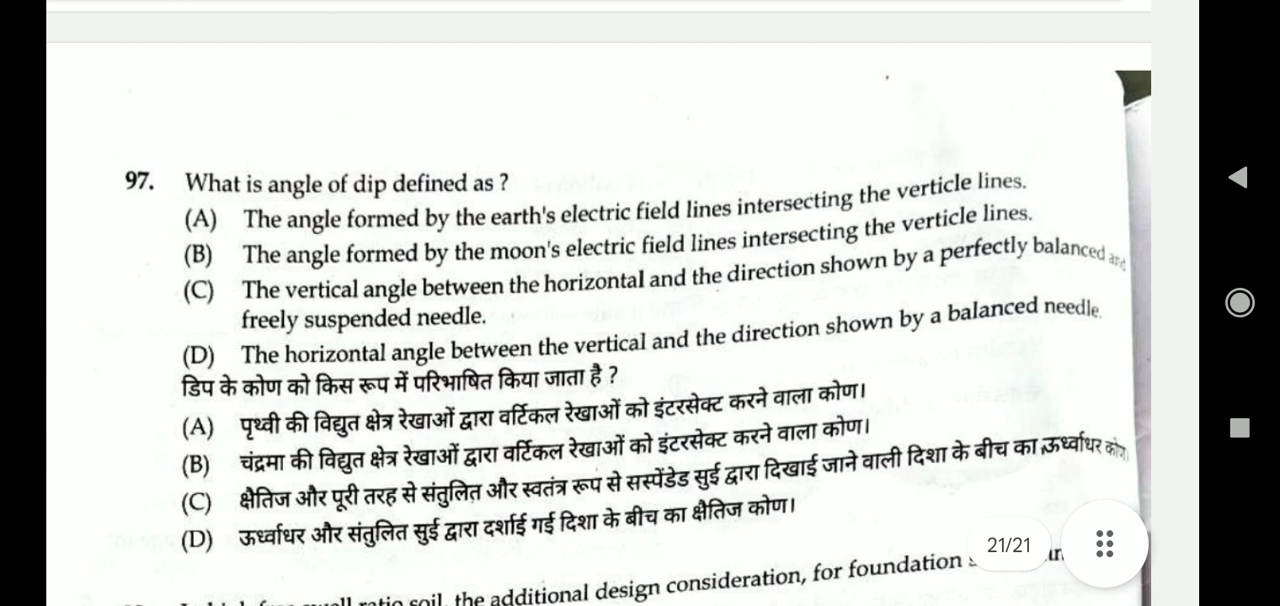 97. What is angle of dip defined as ?
(A) The angle formed by the earth's electric field lines intersecting the verticle lines.
(B) The angle formed by the moon's electric field lines intersecting the verticle lines.
(C) The vertical angle between the horizontal and the direction shown by a perfectly balanced and
freely suspended needle.
(D) The horizontal angle between the vertical and the direction shown by a balanced needle.
डिप के कोण को किस रूप में परिभाषित किया जाता है ?
(A) पृथ्वी की विद्युत क्षेत्र रेखाओं द्वारा वर्टिकल रेखाओं को इंटरसेक्ट करने वाला कोण।
(B) चंद्रमा की विद्युत क्षेत्र रेखाओं द्वारा वर्टिकल रेखाओं को इंटरसेक्ट करने वाला कोण।
(C) क्षैतिज और पूरी तरह से संतुलित और स्वतंत्र रूप से सस्पेंडेड सुई द्वारा दिखाई जाने वाली दिशा के बीच का ऊर्ध्वाधर कोण
(D) ऊर्ध्वाधर और संतुलित सुई द्वारा दर्शाई गई दिशा के बीच का क्षैतिज कोण।
21/21
ratio soil, the additional design consideration, for foundation